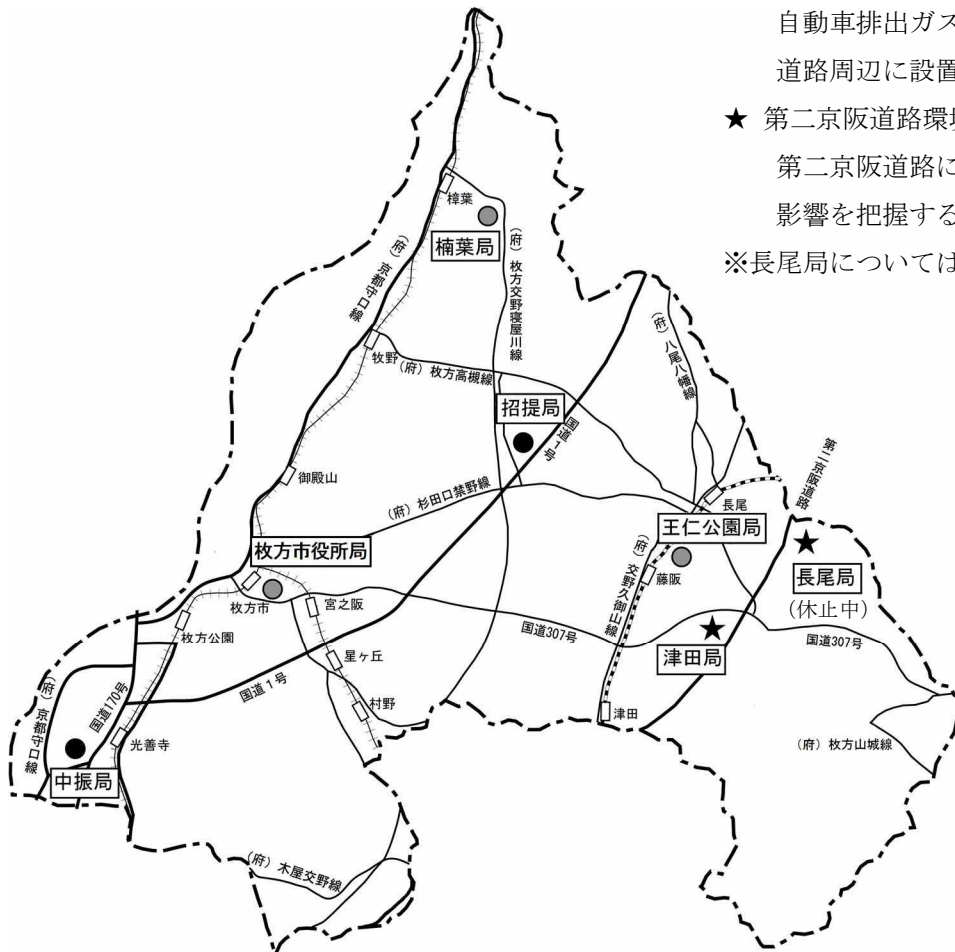 自動車排出ガス
道路周辺に設置
★ 第二京阪道路環境
第二京阪道路に
影響を把握する
※長尾局については
樟葉
楠葉局
(府)京都守口線
(府)枚方交野寝屋川線
牧野
(府)枚方高槻線
(府)八尾八幡線
招提局
国道1号
御殿山
(府)杉田口禁野線
第二京阪道路
長尾
王仁公園局
枚方市役所局
(府)交野久御山線
藤阪
長尾局
(休止中)
枚方市
宮之阪
国道307号
枚方公園
津田局
国道307号
星ヶ丘
国道1号
(府)京都守口線
国道170号
村野
津田
光善寺
(府)枚方山城線
中振局
(府)木屋交野線